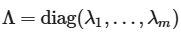 Λ = diag(λ₁, . . . , λₘ)